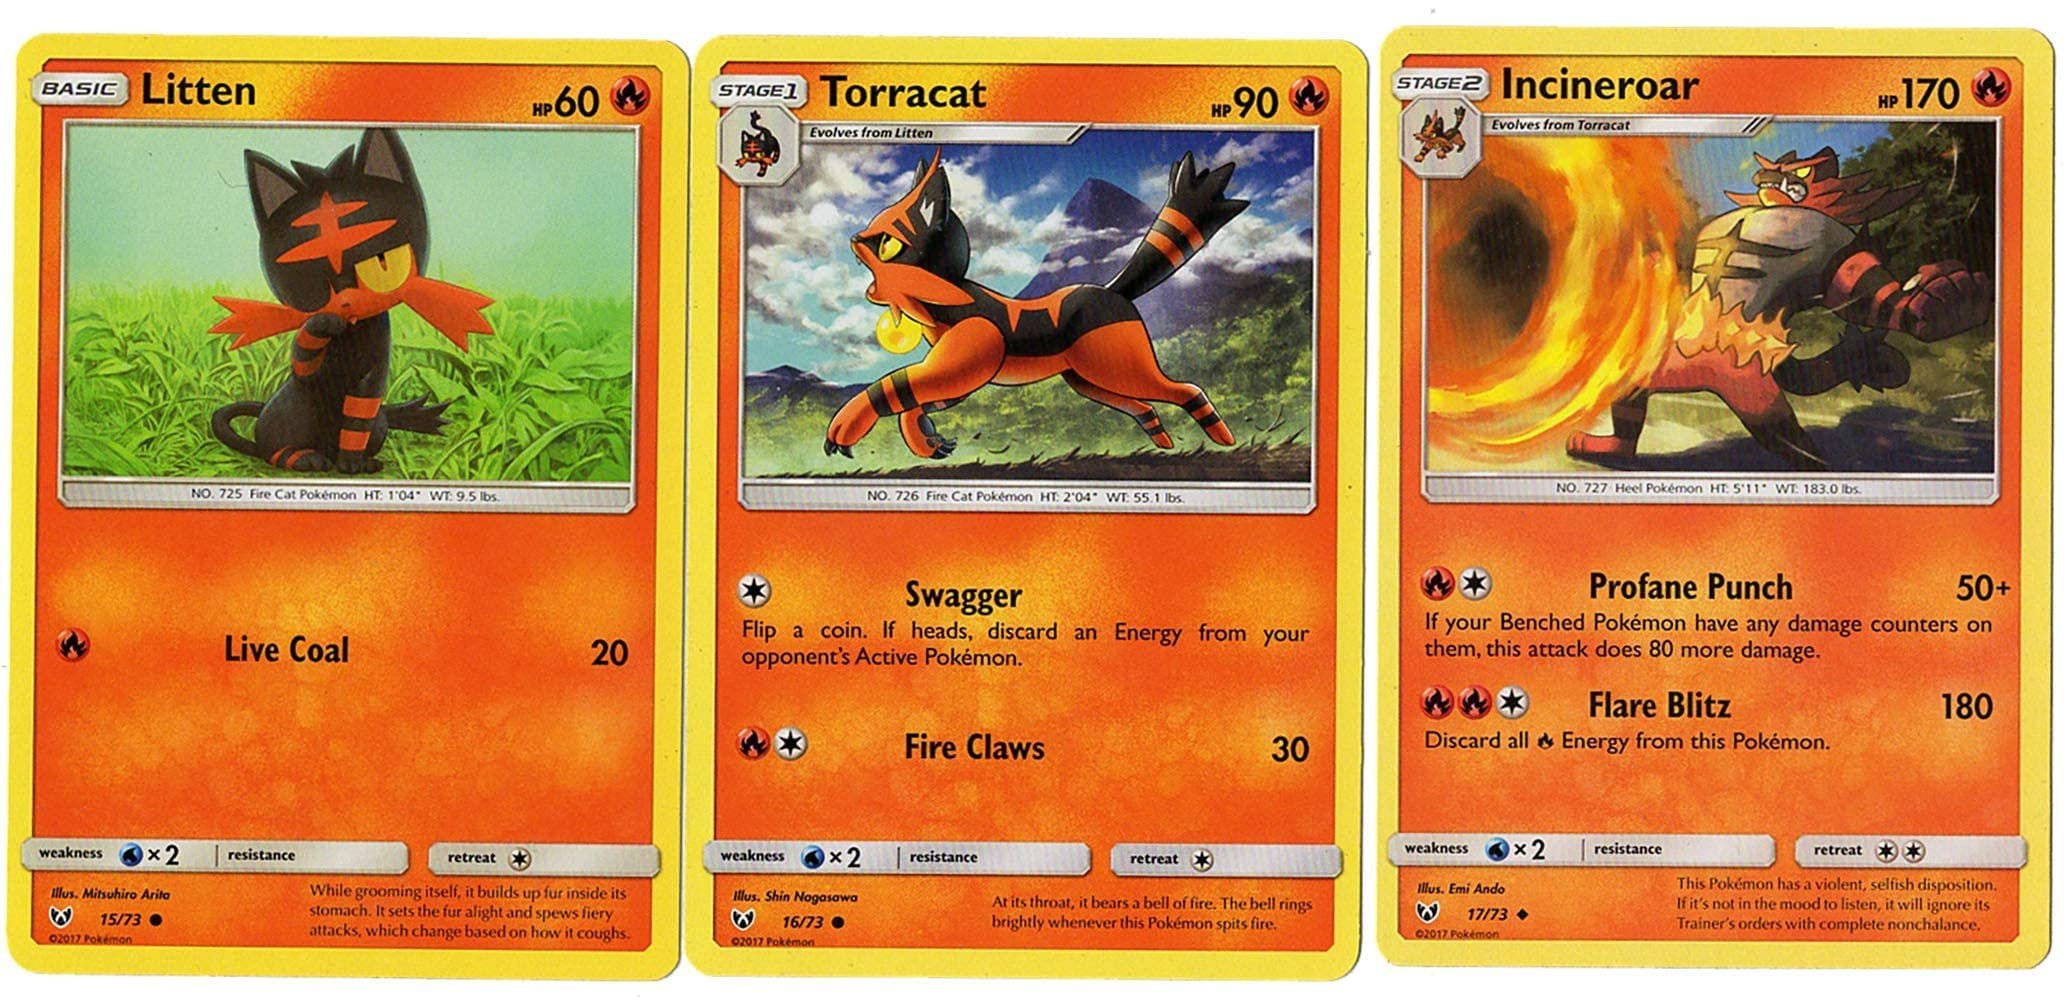 BASIC Litten HP60
NO. 725 Fire Cat Pokémon HT: 1'04" WT: 9.5 lbs.
Live Coal 20
weakness ×2 resistance retreat
Illus. Mitsuhiro Arita
15/73
©2017 Pokémon
While grooming itself, it builds up fur inside its
stomach. It sets the fur alight and spews fiery
attacks, which change based on how it coughs.
STAGE1 Torracat HP90
Evolves from Litten
NO. 726 Fire Cat Pokémon HT: 2'04" WT: 55.1 lbs.
Swagger
Flip a coin. If heads, discard an Energy from your
opponent's Active Pokémon.
Fire Claws 30
weakness ×2 resistance retreat
Illus. Shin Nagasawa
16/73
©2017 Pokémon
At its throat, it bears a bell of fire. The bell rings
brightly whenever this Pokémon spits fire.
STAGE2 Incineroar HP170
Evolves from Torracat
NO. 727 Heel Pokémon HT: 5'11" WT: 183.0 lbs.
Profane Punch 50+
If your Benched Pokémon have any damage counters on
them, this attack does 80 more damage.
Flare Blitz 180
Discard all Energy from this Pokémon.
weakness ×2 resistance retreat
Illus. Emi Ando
17/73
©2017 Pokémon
This Pokémon has a violent, selfish disposition.
If it's not in the mood to listen, it will ignore its
Trainer's orders with complete nonchalance.